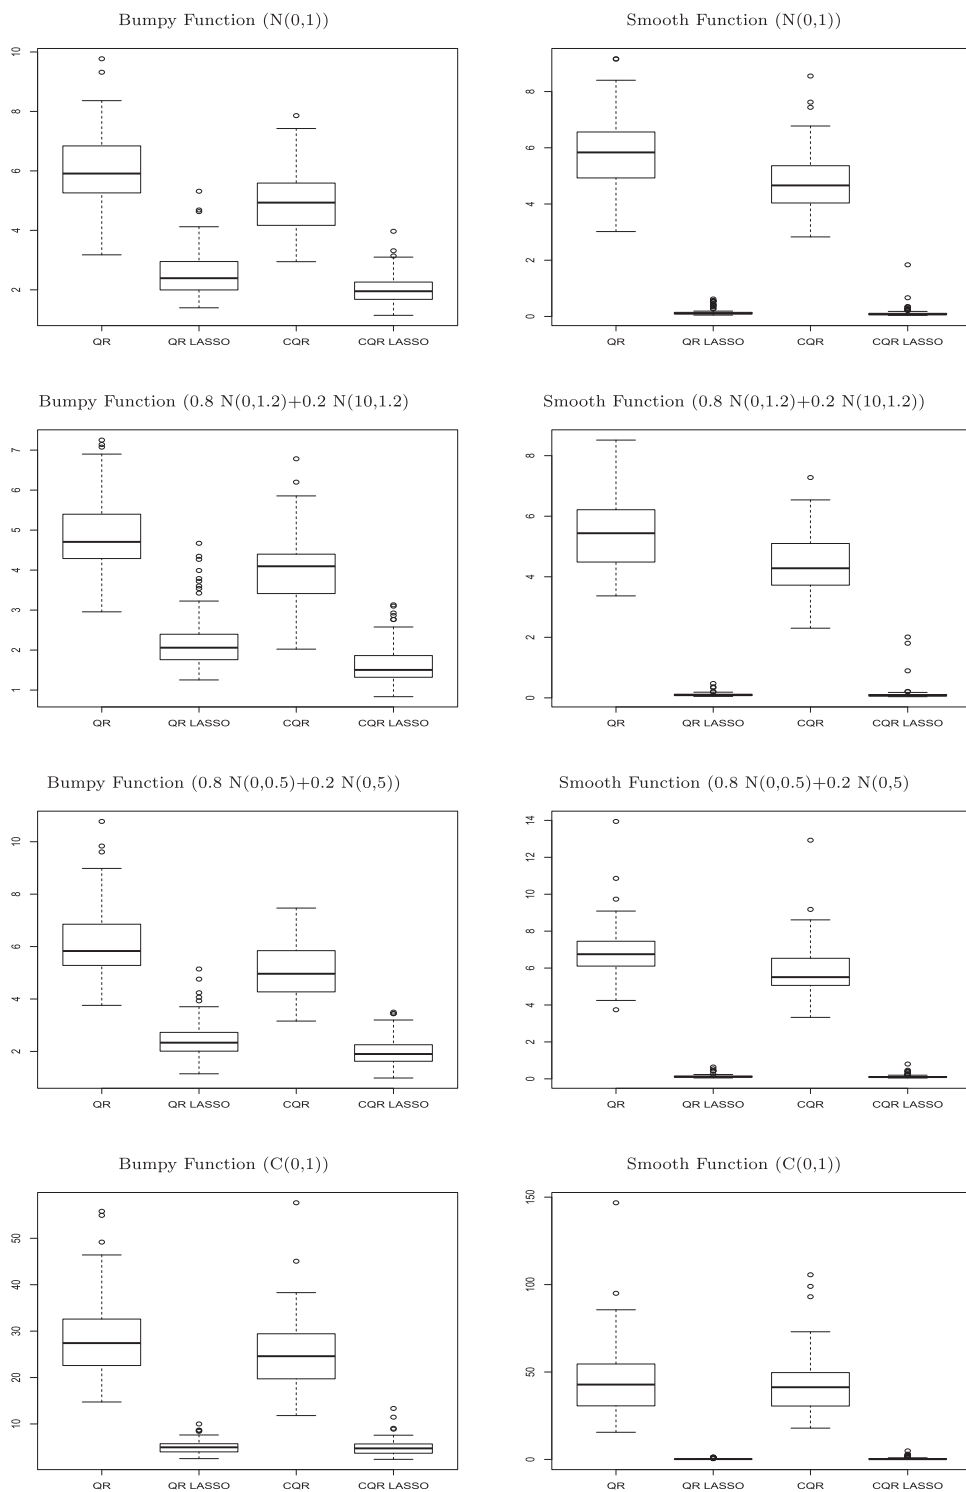 Bumpy Function (N(0,1))
10
8
6
4
2
QR QR LASSO CQR CQR LASSO
Smooth Function (N(0,1))
8
6
4
2
0
QR QR LASSO CQR CQR LASSO
Bumpy Function (0.8 N(0,1.2)+0.2 N(10,1.2)
7
6
5
4
3
2
1
QR QR LASSO CQR CQR LASSO
Smooth Function (0.8 N(0,1.2)+0.2 N(10,1.2))
8
6
4
2
0
QR QR LASSO CQR CQR LASSO
Bumpy Function (0.8 N(0,0.5)+0.2 N(0,5))
10
8
6
4
2
QR QR LASSO CQR CQR LASSO
Smooth Function (0.8 N(0,0.5)+0.2 N(0,5)
14
12
10
8
6
4
2
0
QR QR LASSO CQR CQR LASSO
Bumpy Function (C(0,1))
50
40
30
20
10
QR QR LASSO CQR CQR LASSO
Smooth Function (C(0,1))
150
100
50
0
QR QR LASSO CQR CQR LASSO